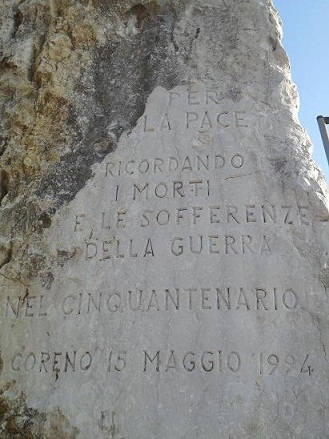 PER
LA PACE
RICORDANDO
I MORTI
E LE SOFFERENZE
DELLA GUERRA
NEL CINQUANTENARIO
CORENO 15 MAGGIO 1994